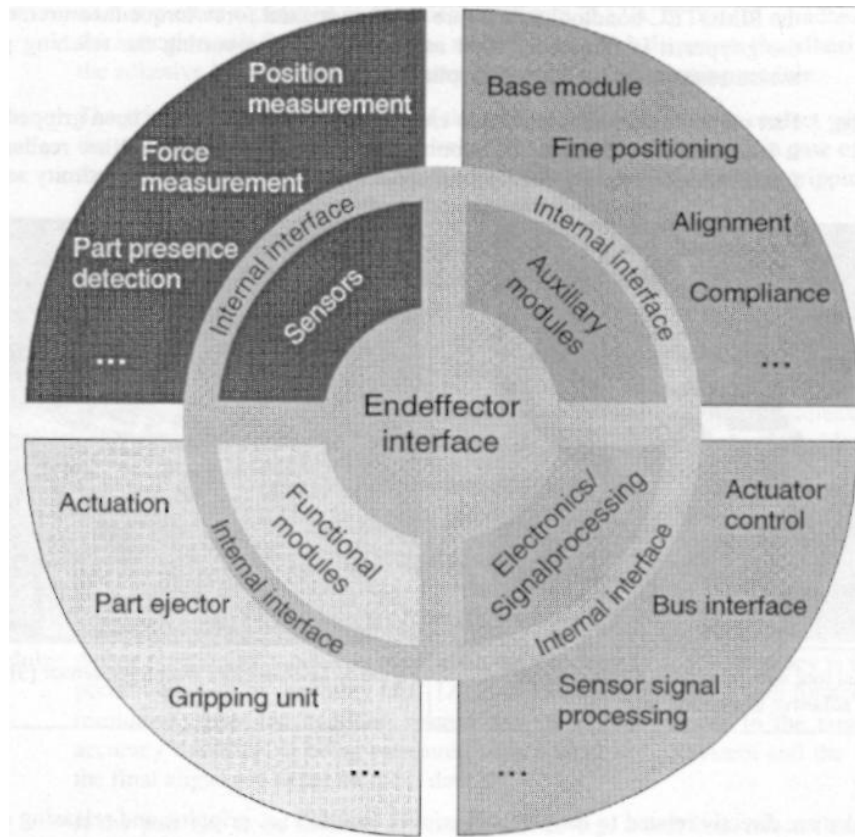 Position
measurement
Force
measurement
Part presence
detection
...
Internal interface
Sensors
Base module
Fine positioning
Alignment
Compliance
...
Internal interface
Auxiliary
modules
Endeffector
interface
Actuation
Part ejector
Gripping unit
...
Internal interface
Functional
modules
Electronics/
Signalprocessing
Internal interface
Actuator
control
Bus interface
Sensor signal
processing
...